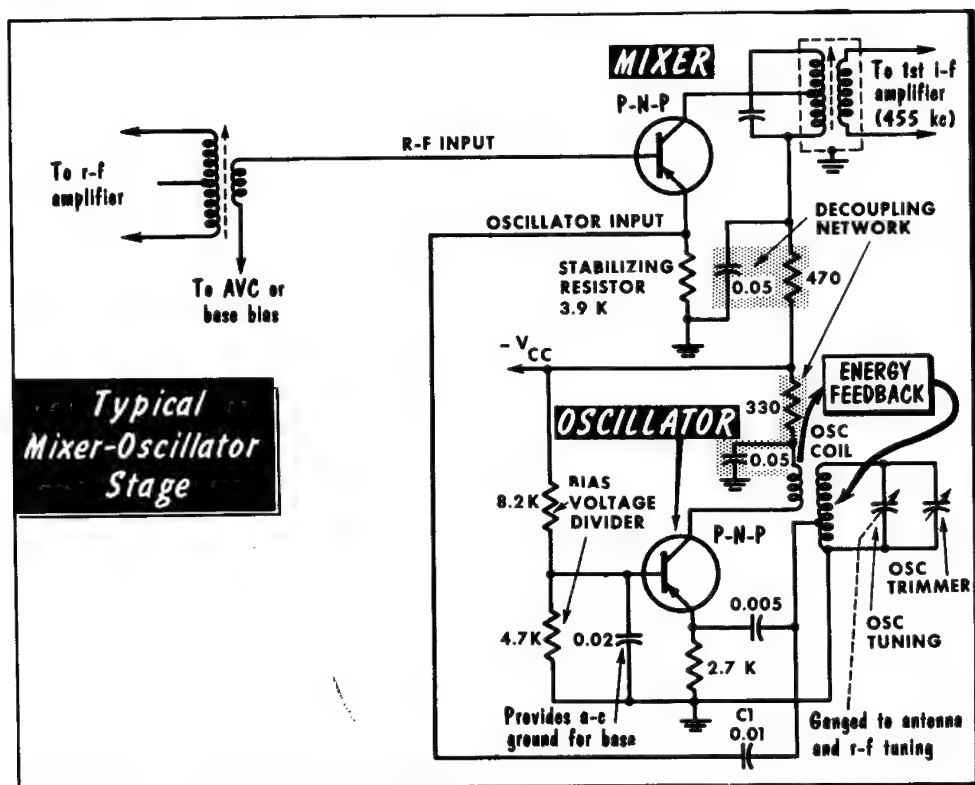 MIXER
P-N-P
To 1st i-f
amplifier
(455 kc)
R-F INPUT
To r-f
amplifier
OSCILLATOR INPUT
DECOUPLING
NETWORK
To AVC or
base bias
STABILIZING
RESISTOR
3.9 K
0.05
470
- VCC
Typical
Mixer-Oscillator
Stage
OSCILLATOR
330
ENERGY
FEEDBACK
0.05
OSC
COIL
8.2K
BIAS
VOLTAGE
DIVIDER
P-N-P
OSC
TRIMMER
0.005
OSC
TUNING
4.7K
0.02
2.7 K
Provides a-c
ground for base
C1
0.01
Ganged to antenna
and r-f tuning